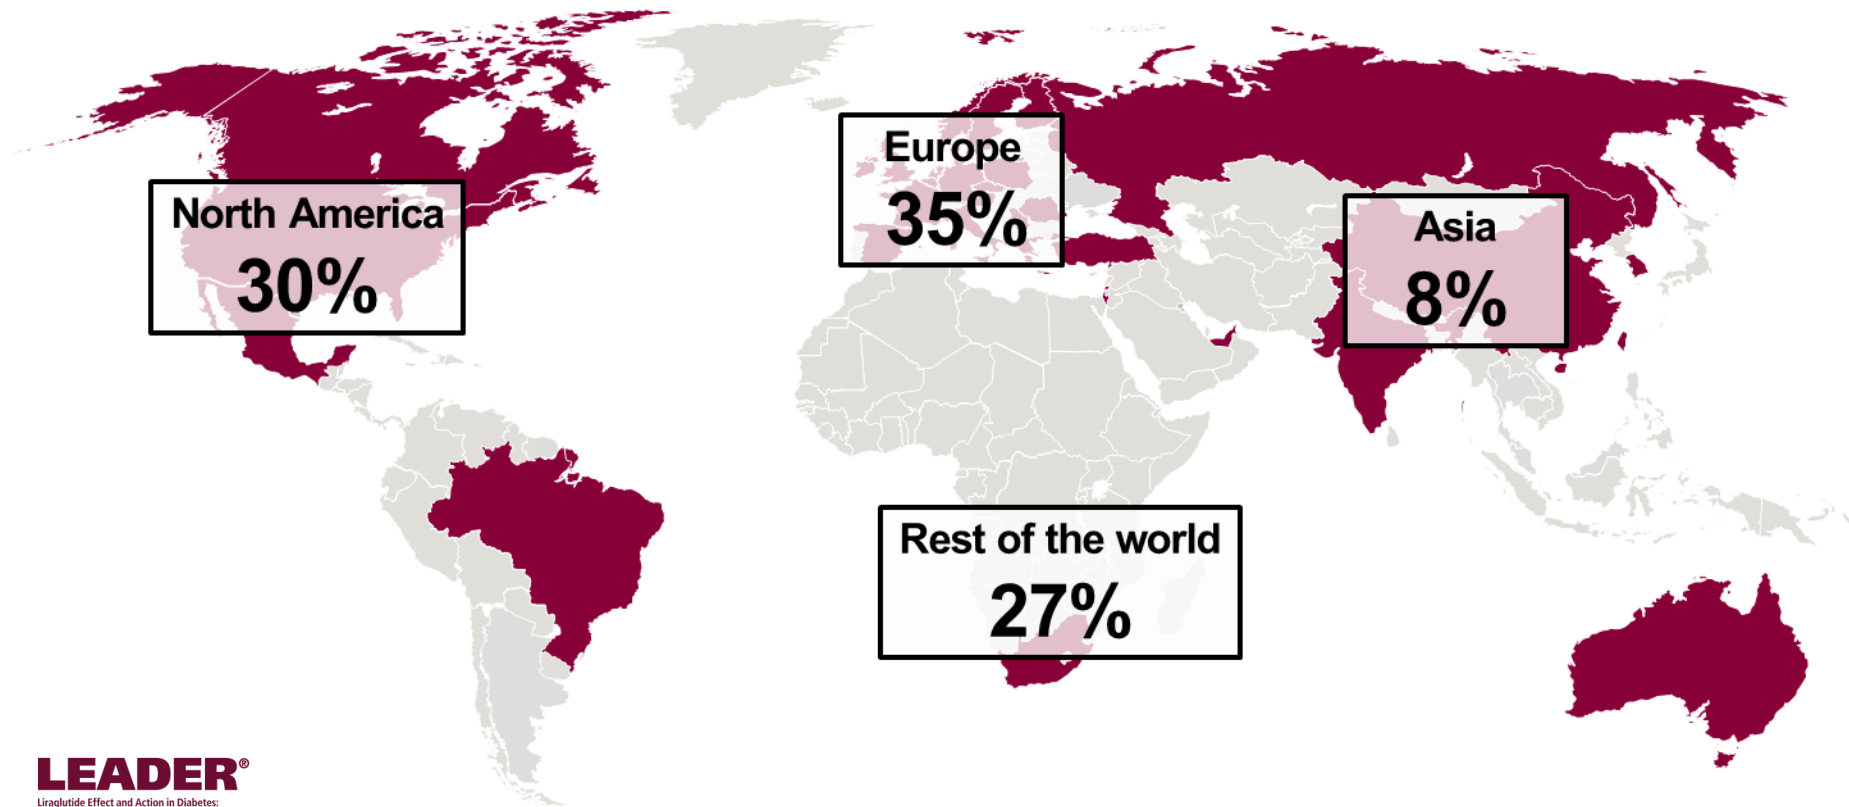 North America
30%
Europe
35%
Asia
8%
Rest of the world
27%
LEADER®
Liraglutide Effect and Action in Diabetes: